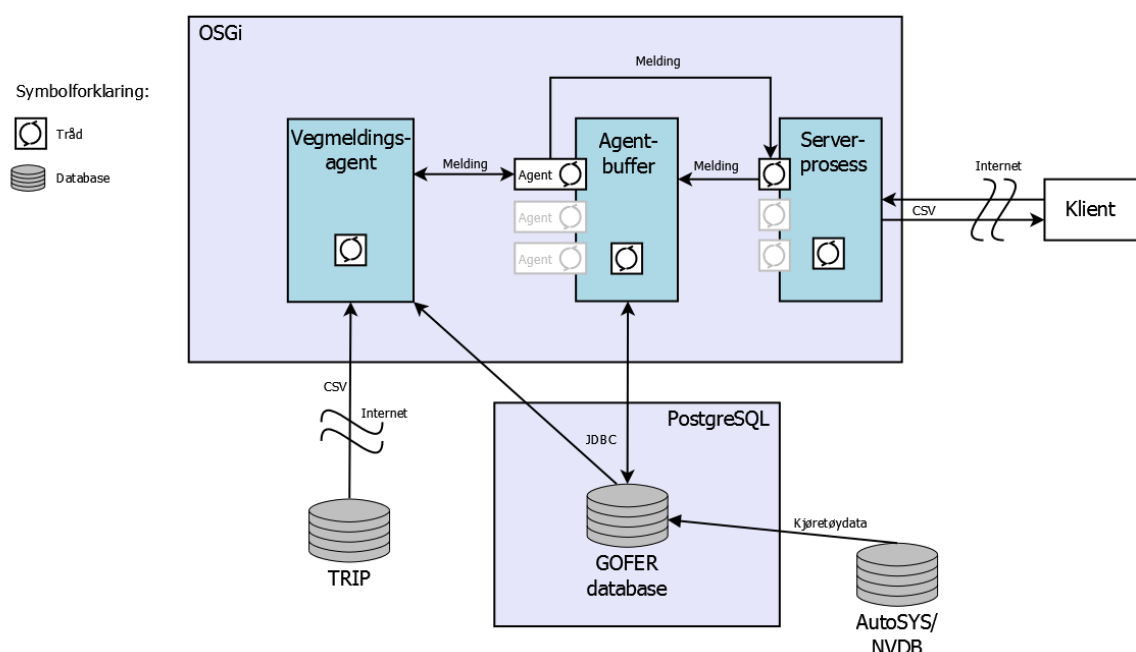 OSGi
Melding
Symbolforklaring:
Tråd
Database
Vegmeldings-
agent
Melding
Agent
Agent
Agent
Agent-
buffer
Melding
Server-
prosess
Internet
CSV
Klient
CSV
Internet
JDBC
PostgreSQL
Kjøretøydata
TRIP
GOFER
database
AutoSYS/
NVDB